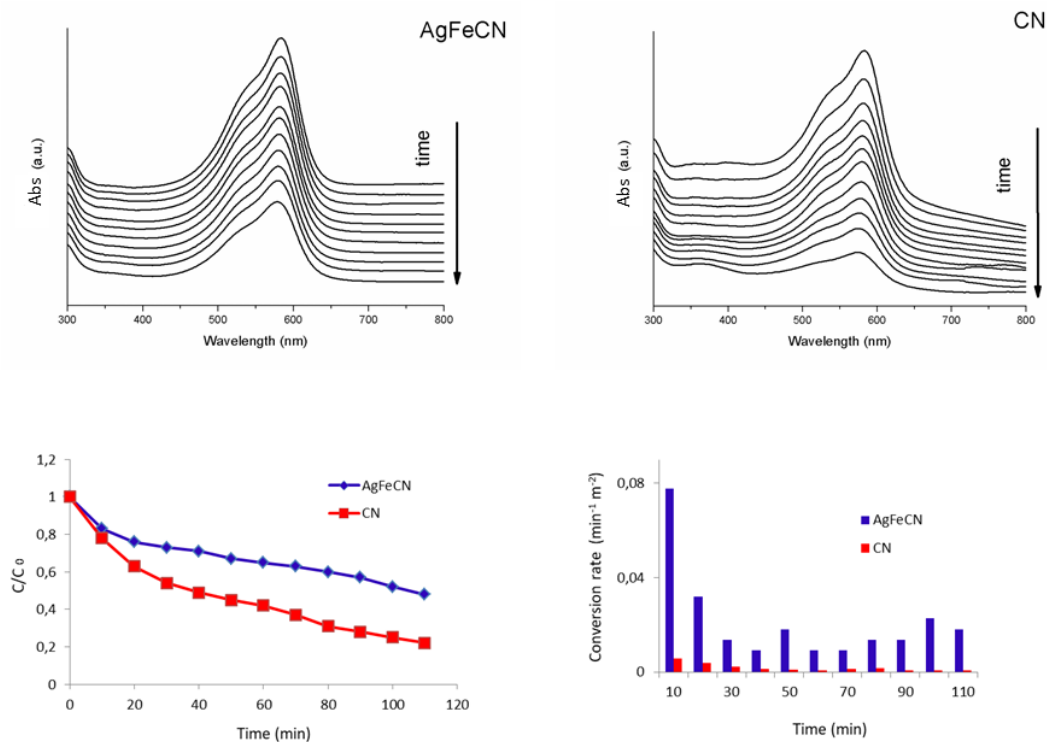 AgFeCN
Abs (a.u.)
time
300 400 500 600 700 800
Wavelength (nm)
CN
Abs (a.u.)
time
300 400 500 600 700 800
Wavelength (nm)
1,2
1
0,8
0,6
0,4
0,2
0
C/C₀
AgFeCN
CN
0 20 40 60 80 100 120
Time (min)
0,08
0,04
0
Conversion rate (min⁻¹ m⁻²)
AgFeCN
CN
10 30 50 70 90 110
Time (min)